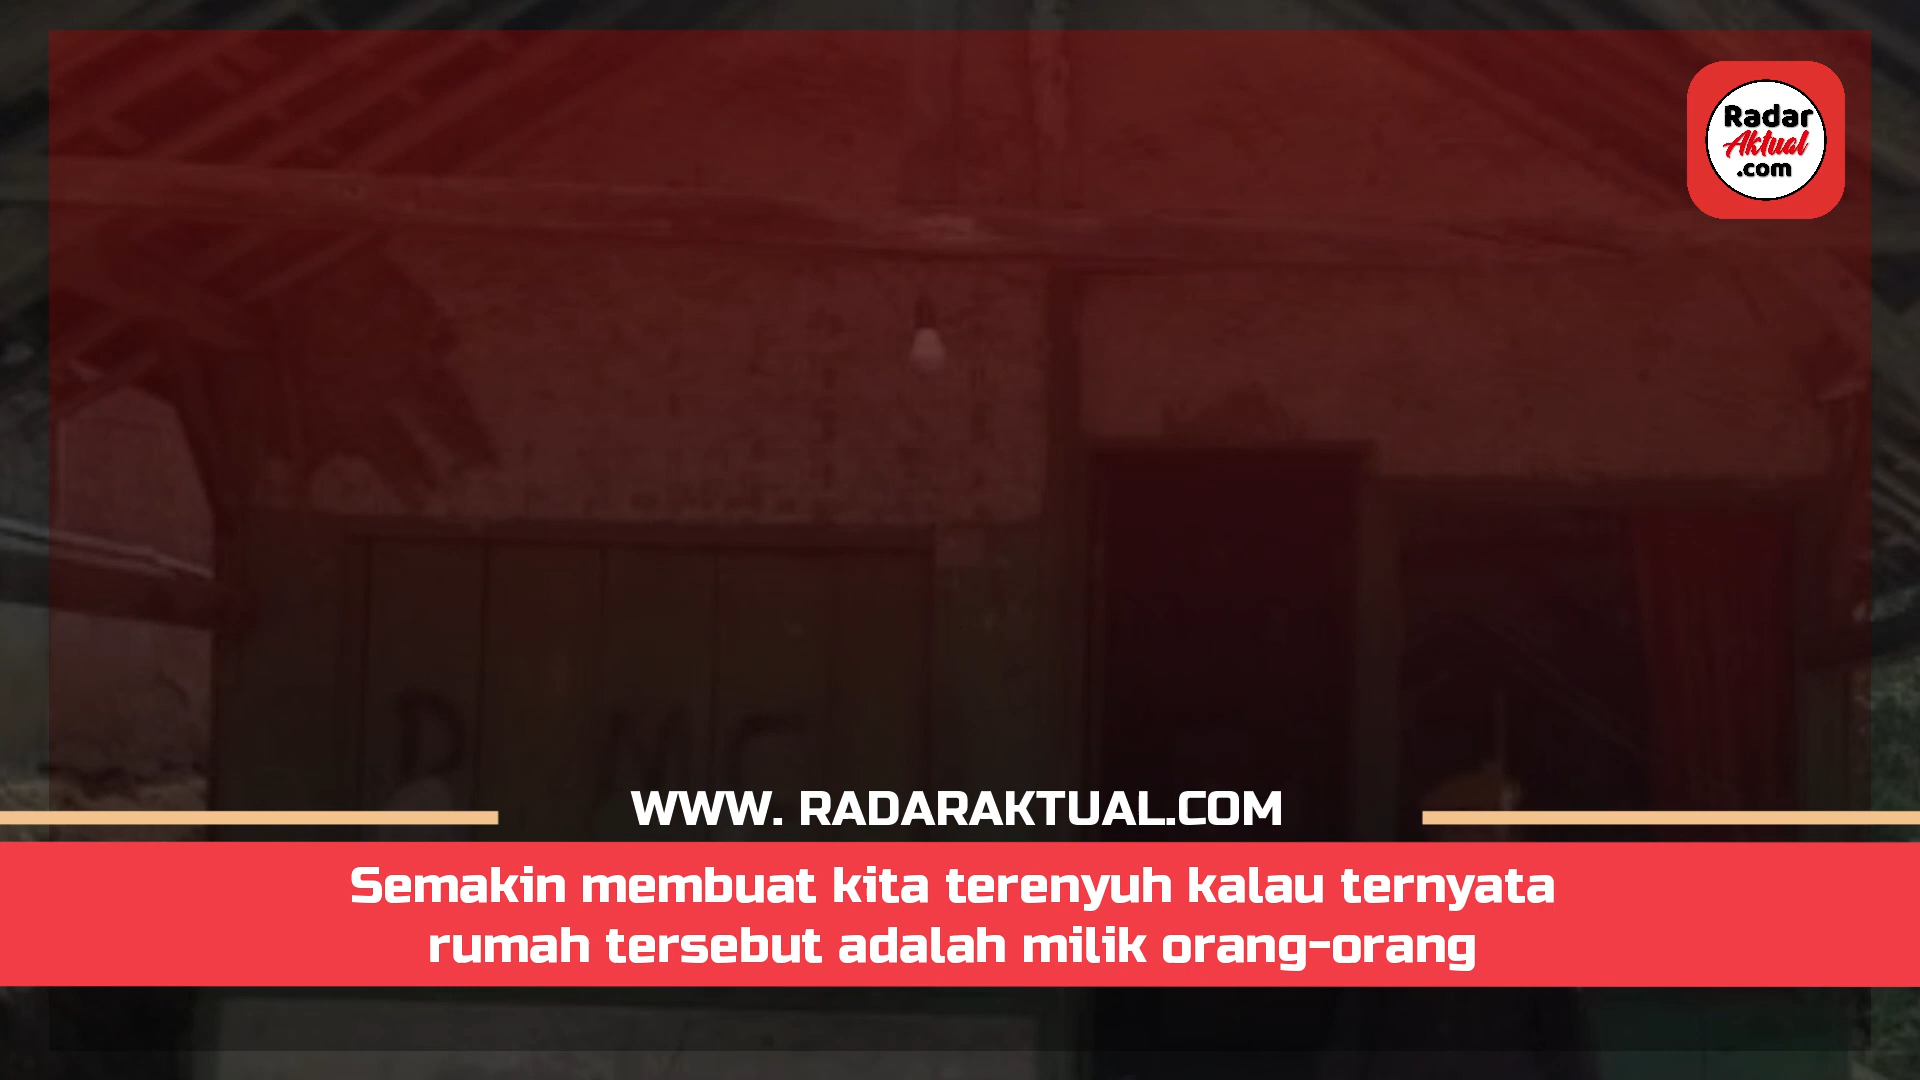 Radar
Aktual
.com
WWW. RADARAKTUAL.COM
Semakin membuat kita terenyuh kalau ternyata
rumah tersebut adalah milik orang-orang